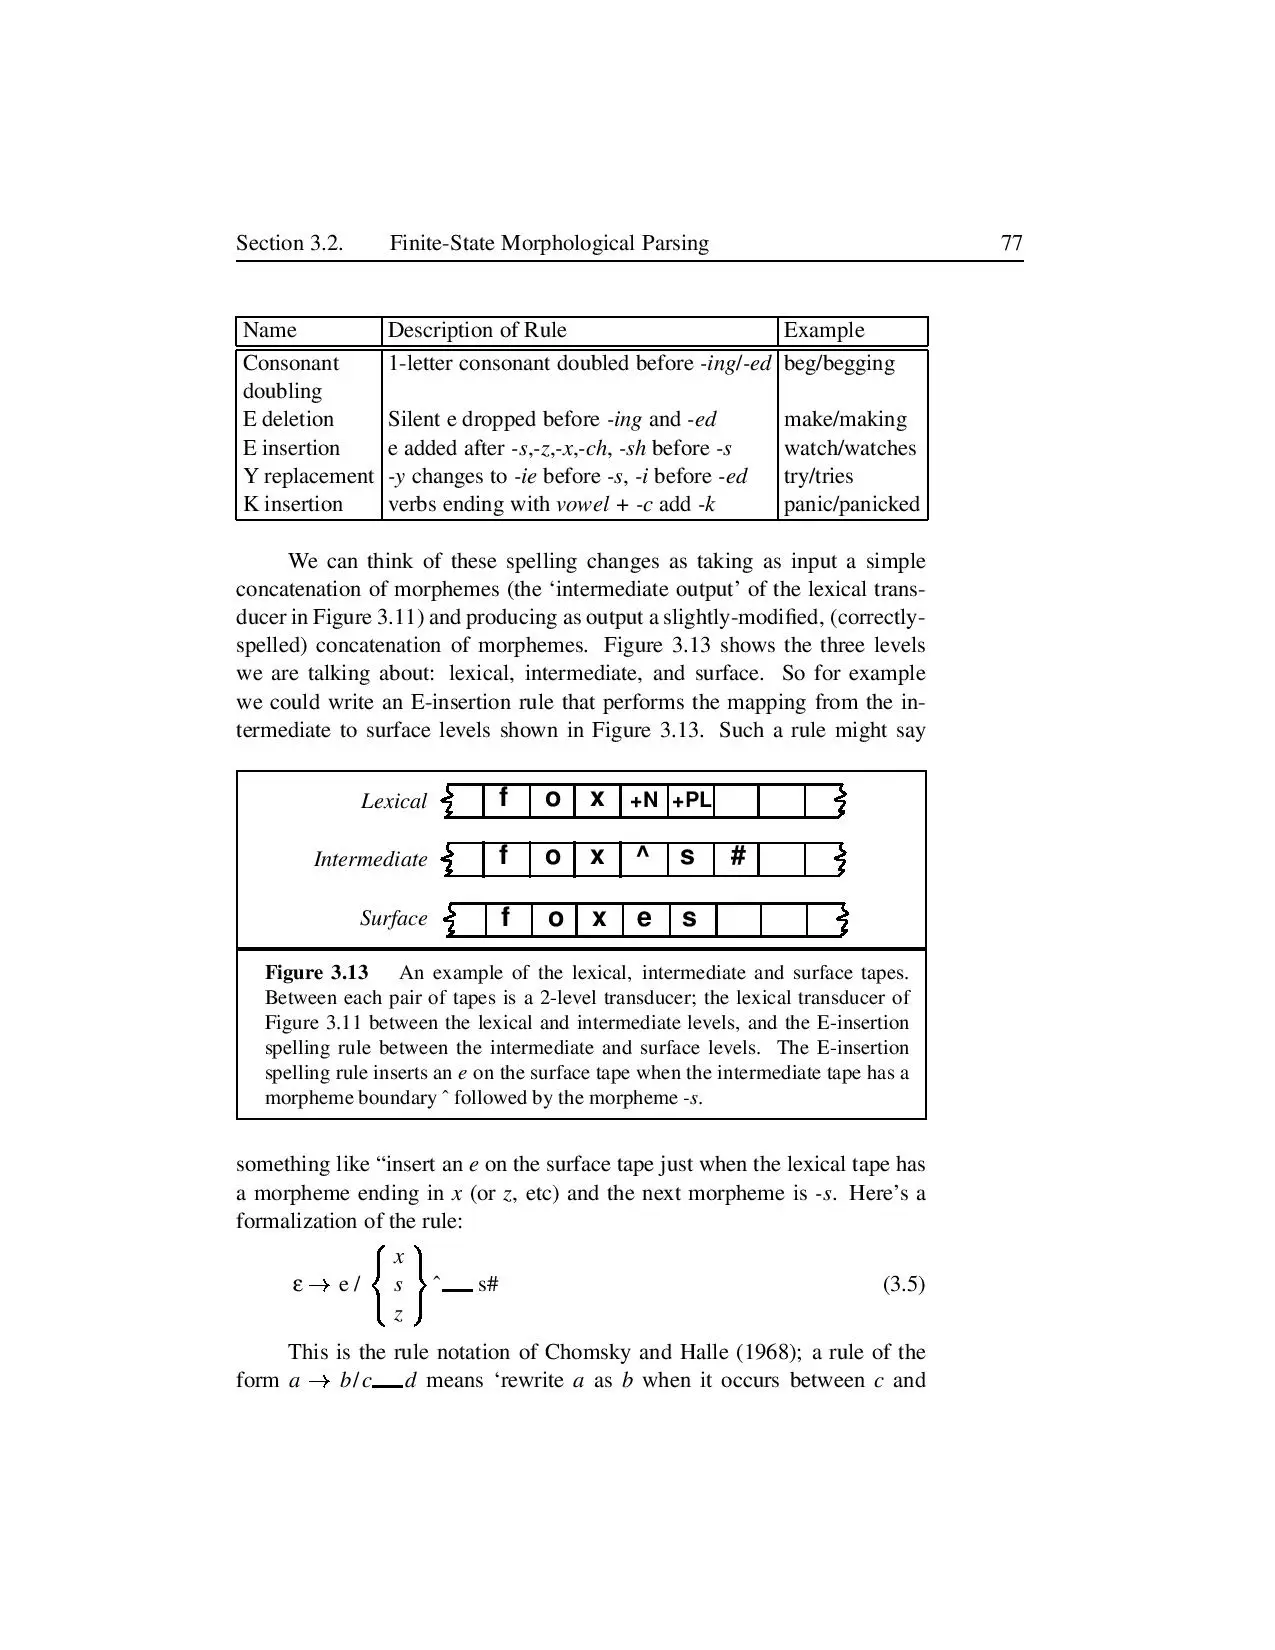 Section 3.2. Finite-State Morphological Parsing 77
Name Description of Rule Example
Consonant 1-letter consonant doubled before -ing/-ed beg/begging
doubling
E deletion Silent e dropped before -ing and -ed make/making
E insertion e added after -s,-z,-x,-ch, -sh before -s watch/watches
Y replacement -y changes to -ie before -s, -i before -ed try/tries
K insertion verbs ending with vowel + -c add -k panic/panicked
We can think of these spelling changes as taking as input a simple
concatenation of morphemes (the ‘intermediate output’ of the lexical trans-
ducer in Figure 3.11) and producing as output a slightly-modified, (correctly-
spelled) concatenation of morphemes. Figure 3.13 shows the three levels
we are talking about: lexical, intermediate, and surface. So for example
we could write an E-insertion rule that performs the mapping from the in-
termediate to surface levels shown in Figure 3.13. Such a rule might say
Lexical f o x +N +PL
Intermediate f o x ^ s #
Surface f o x e s
Figure 3.13 An example of the lexical, intermediate and surface tapes.
Between each pair of tapes is a 2-level transducer; the lexical transducer of
Figure 3.11 between the lexical and intermediate levels, and the E-insertion
spelling rule between the intermediate and surface levels. The E-insertion
spelling rule inserts an e on the surface tape when the intermediate tape has a
morpheme boundary ˆ followed by the morpheme -s.
something like “insert an e on the surface tape just when the lexical tape has
a morpheme ending in x (or z, etc) and the next morpheme is -s. Here’s a
formalization of the rule:
x
ε → e / { s } ˆ__ s# (3.5)
z
This is the rule notation of Chomsky and Halle (1968); a rule of the
form a → b/c__d means ‘rewrite a as b when it occurs between c and